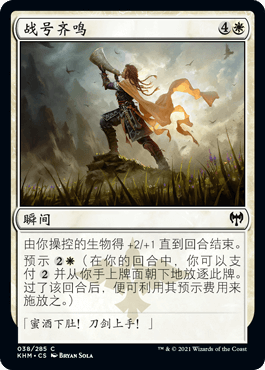 战号齐鸣 4
瞬间
由你操控的生物得+2/+1直到回合结束。
预示2（在你的回合中，你可以支
付2并从你手上牌面朝下地放逐此牌。
过了该回合后，便可利用其预示费用来
施放之。）
「蜜酒下肚！刀剑上手！」
038/285 C
KHM • CS BRYAN SOLA
™ & © 2021 Wizards of the Coast